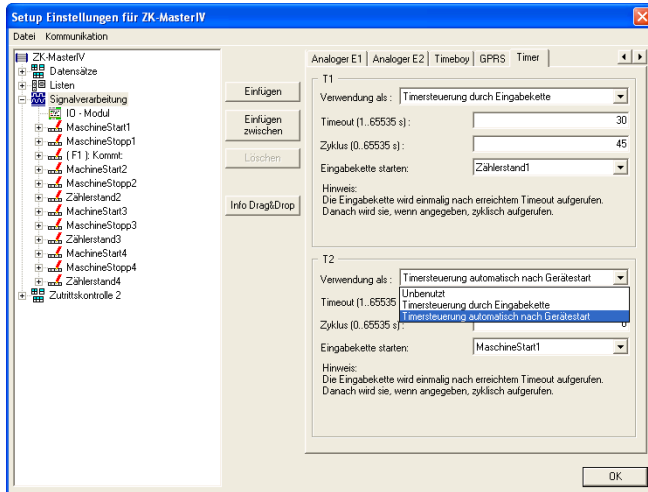 Setup Einstellungen für ZK-MasterIV
Datei Kommunikation
ZK-MasterIV
Datensätze
Listen
Signalverarbeitung
IO - Modul
MaschineStart1
MaschineStopp1
( F1 ): Kommt:
MachineStart2
MaschineStopp2
Zählerstand2
MachineStart3
MaschineStopp3
Zählerstand3
MachineStart4
MaschineStopp4
Zählerstand4
Zutrittskontrolle 2
Einfügen
Einfügen
zwischen
Löschen
Info Drag&Drop
Analoger E1 Analoger E2 Timeboy GPRS Timer
T1
Verwendung als : Timersteuerung durch Eingabekette
Timeout (1..65535 s) : 30
Zyklus (0..65535 s) : 45
Eingabekette starten: Zählerstand1
Hinweis:
Die Eingabekette wird einmalig nach erreichtem Timeout aufgerufen.
Danach wird sie, wenn angegeben, zyklisch aufgerufen.
T2
Verwendung als : Timersteuerung automatisch nach Gerätestart
Unbenutzt
Timeout (1..65535 Timersteuerung durch Eingabekette
Timersteuerung automatisch nach Gerätestart
Zyklus (0..65535 s) : 0
Eingabekette starten: MaschineStart1
Hinweis:
Die Eingabekette wird einmalig nach erreichtem Timeout aufgerufen.
Danach wird sie, wenn angegeben, zyklisch aufgerufen.
OK